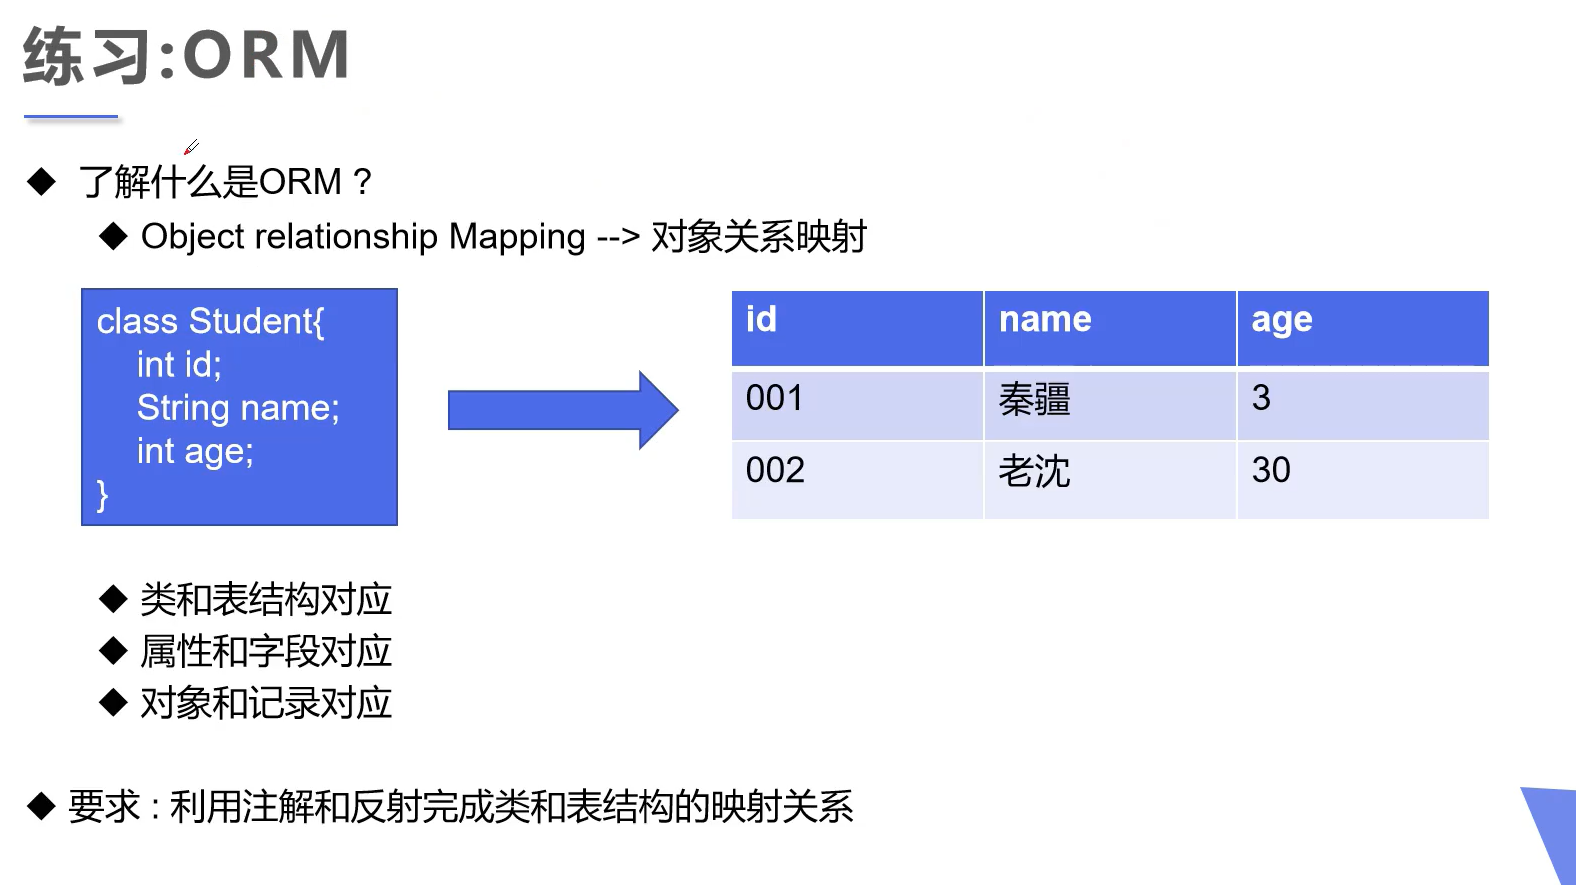 练习:ORM
了解什么是ORM？
Object relationship Mapping --> 对象关系映射
class Student{
int id;
String name;
int age;
}
id name age
001 秦疆 3
002 老沈 30
类和表结构对应
属性和字段对应
对象和记录对应
要求：利用注解和反射完成类和表结构的映射关系